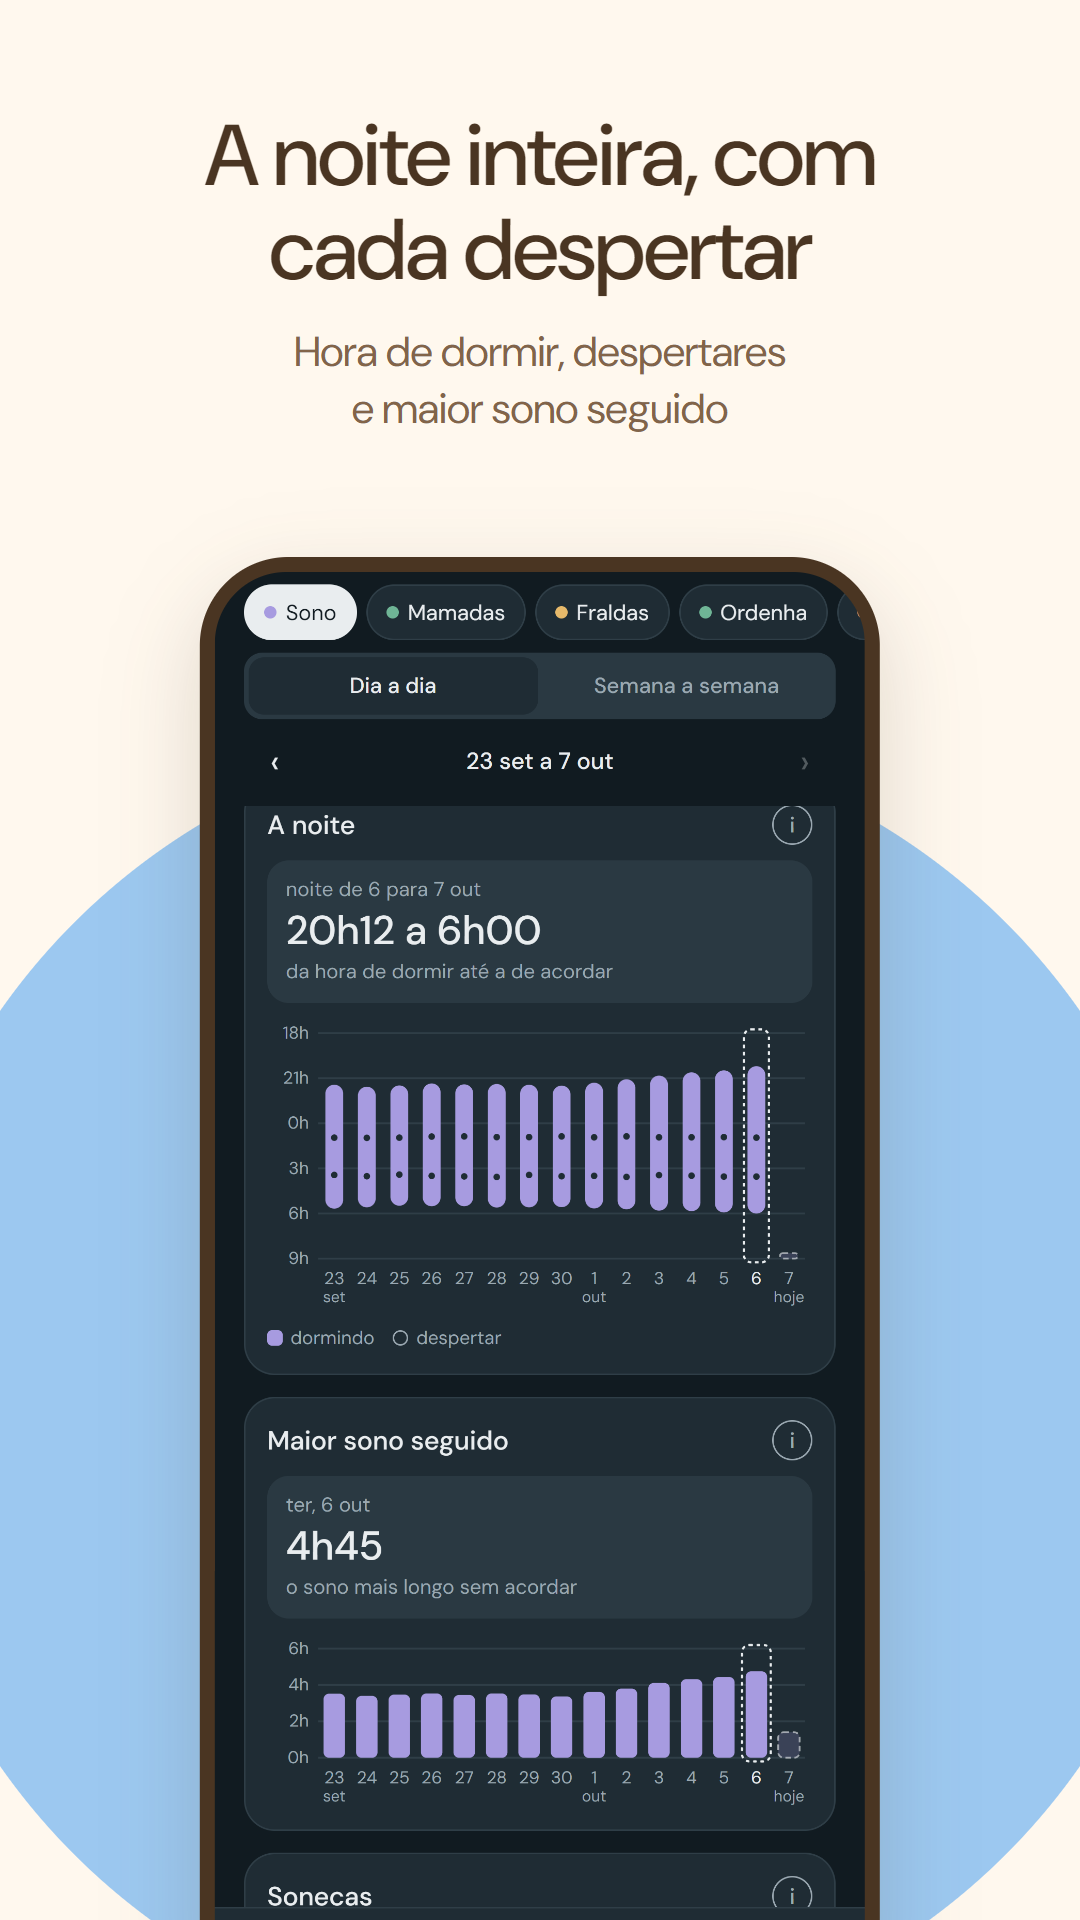 A noite inteira, com
cada despertar
Hora de dormir, despertares
e maior sono seguido
Sono Mamadas Fraldas Ordenha
Dia a dia Semana a semana
‹ 23 set a 7 out ›
A noite i
noite de 6 para 7 out
20h12 a 6h00
da hora de dormir até a de acordar
18h
21h
0h
3h
6h
9h
23 24 25 26 27 28 29 30 1 2 3 4 5 6 7
set out hoje
dormindo despertar
Maior sono seguido i
ter, 6 out
4h45
o sono mais longo sem acordar
6h
4h
2h
0h
23 24 25 26 27 28 29 30 1 2 3 4 5 6 7
set out hoje
Sonecas i